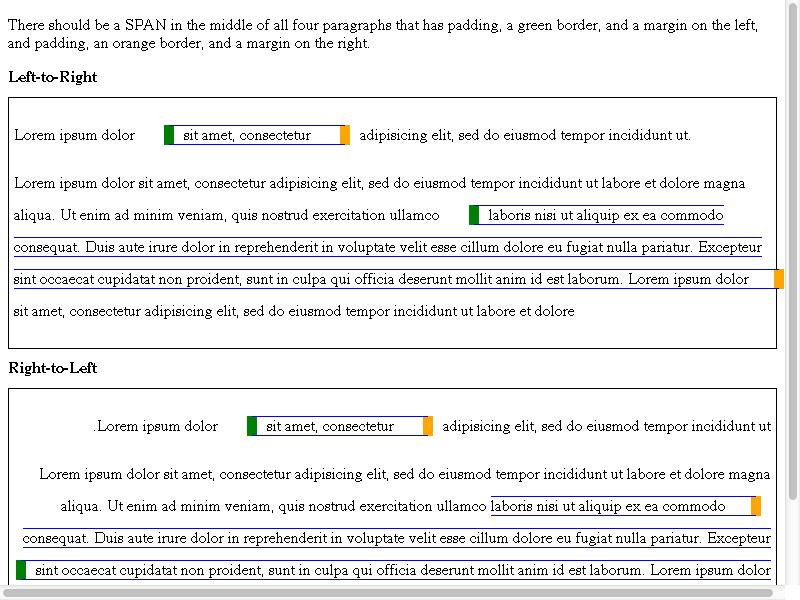 There should be a SPAN in the middle of all four paragraphs that has padding, a green border, and a margin on the left,
and padding, an orange border, and a margin on the right.
Left-to-Right
Lorem ipsum dolor sit amet, consectetur adipisicing elit, sed do eiusmod tempor incididunt ut.
Lorem ipsum dolor sit amet, consectetur adipisicing elit, sed do eiusmod tempor incididunt ut labore et dolore magna
aliqua. Ut enim ad minim veniam, quis nostrud exercitation ullamco laboris nisi ut aliquip ex ea commodo
consequat. Duis aute irure dolor in reprehenderit in voluptate velit esse cillum dolore eu fugiat nulla pariatur. Excepteur
sint occaecat cupidatat non proident, sunt in culpa qui officia deserunt mollit anim id est laborum. Lorem ipsum dolor
sit amet, consectetur adipisicing elit, sed do eiusmod tempor incididunt ut labore et dolore
Right-to-Left
.Lorem ipsum dolor sit amet, consectetur adipisicing elit, sed do eiusmod tempor incididunt ut
Lorem ipsum dolor sit amet, consectetur adipisicing elit, sed do eiusmod tempor incididunt ut labore et dolore magna
aliqua. Ut enim ad minim veniam, quis nostrud exercitation ullamco laboris nisi ut aliquip ex ea commodo
consequat. Duis aute irure dolor in reprehenderit in voluptate velit esse cillum dolore eu fugiat nulla pariatur. Excepteur
sint occaecat cupidatat non proident, sunt in culpa qui officia deserunt mollit anim id est laborum. Lorem ipsum dolor